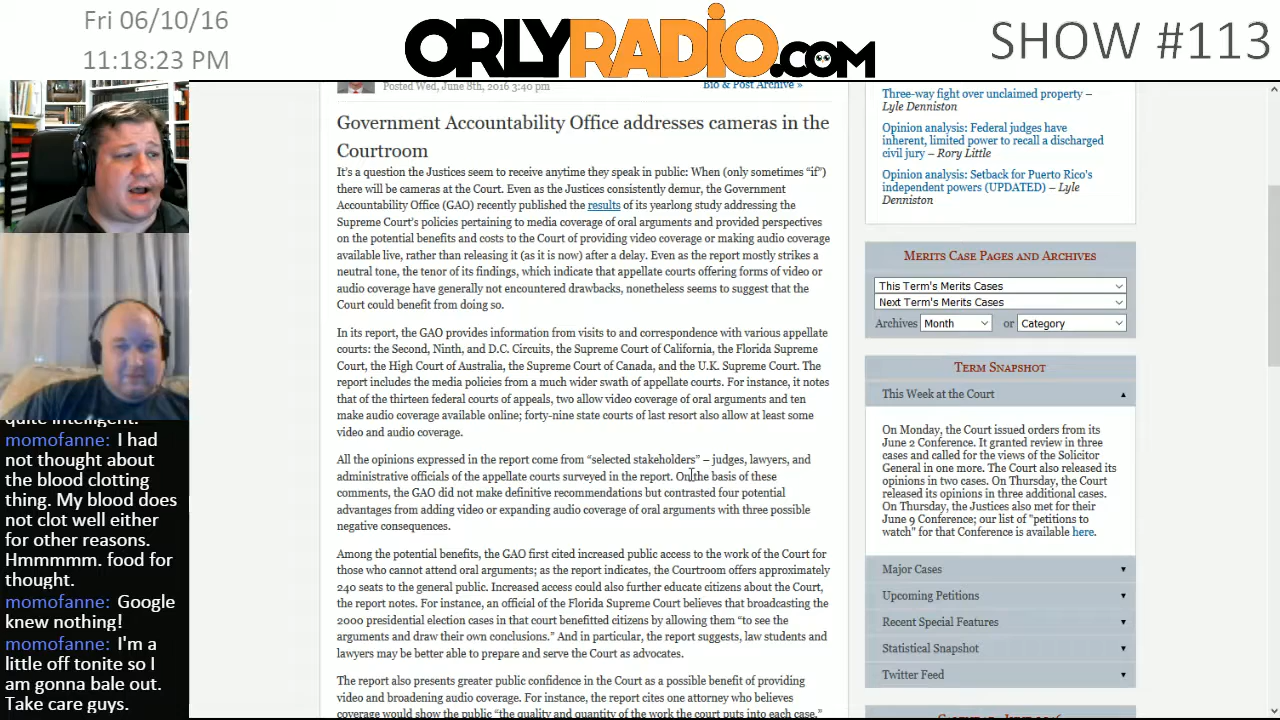 Fri 06/10/16
11:18:23 PM
ORLYRADIO.COM
SHOW #113
quite intelligent.
momofanne: I had
not thought about
the blood clotting
thing. My blood does
not clot well either
for other reasons.
Hmmmmm. food for
thought.
momofanne: Google
knew nothing!
momofanne: I'm a
little off tonite so I
am gonna bale out.
Take care guys.
Posted Wed, June 8th, 2016 3:40 pm
Bio & Post Archive »
Government Accountability Office addresses cameras in the
Courtroom
It's a question the Justices seem to receive anytime they speak in public: When (only sometimes “if”)
there will be cameras at the Court. Even as the Justices consistently demur, the Government
Accountability Office (GAO) recently published the results of its yearlong study addressing the
Supreme Court's policies pertaining to media coverage of oral arguments and provided perspectives
on the potential benefits and costs to the Court of providing video coverage or making audio coverage
available live, rather than releasing it (as it is now) after a delay. Even as the report mostly strikes a
neutral tone, the tenor of its findings, which indicate that appellate courts offering forms of video or
audio coverage have generally not encountered drawbacks, nonetheless seems to suggest that the
Court could benefit from doing so.
In its report, the GAO provides information from visits to and correspondence with various appellate
courts: the Second, Ninth, and D.C. Circuits, the Supreme Court of California, the Florida Supreme
Court, the High Court of Australia, the Supreme Court of Canada, and the U.K. Supreme Court. The
report includes the media policies from a much wider swath of appellate courts. For instance, it notes
that of the thirteen federal courts of appeals, two allow video coverage of oral arguments and ten
make audio coverage available online; forty-nine state courts of last resort also allow at least some
video and audio coverage.
All the opinions expressed in the report come from “selected stakeholders” – judges, lawyers, and
administrative officials of the appellate courts surveyed in the report. On the basis of these
comments, the GAO did not make definitive recommendations but contrasted four potential
advantages from adding video or expanding audio coverage of oral arguments with three possible
negative consequences.
Among the potential benefits, the GAO first cited increased public access to the work of the Court for
those who cannot attend oral arguments; as the report indicates, the Courtroom offers approximately
240 seats to the general public. Increased access could also further educate citizens about the Court,
the report notes. For instance, an official of the Florida Supreme Court believes that broadcasting the
2000 presidential election cases in that court benefitted citizens by allowing them “to see the
arguments and draw their own conclusions.” And in particular, the report suggests, law students and
lawyers may be better able to prepare and serve the Court as advocates.
The report also presents greater public confidence in the Court as a possible benefit of providing
video and broadening audio coverage. For instance, the report cites one attorney who believes
coverage would show the public “the quality and quantity of the work the court puts into each case,”
Three-way fight over unclaimed property –
Lyle Denniston
Opinion analysis: Federal judges have
inherent, limited power to recall a discharged
civil jury – Rory Little
Opinion analysis: Setback for Puerto Rico's
independent powers (UPDATED) – Lyle
Denniston
Merits Case Pages and Archives
This Term's Merits Cases
Next Term's Merits Cases
Archives Month or Category
Term Snapshot
This Week at the Court
On Monday, the Court issued orders from its
June 2 Conference. It granted review in three
cases and called for the views of the Solicitor
General in one more. The Court also released its
opinions in two cases. On Thursday, the Court
released its opinions in three additional cases.
On Thursday, the Justices also met for their
June 9 Conference; our list of "petitions to
watch" for that Conference is available here.
Major Cases
Upcoming Petitions
Recent Special Features
Statistical Snapshot
Twitter Feed